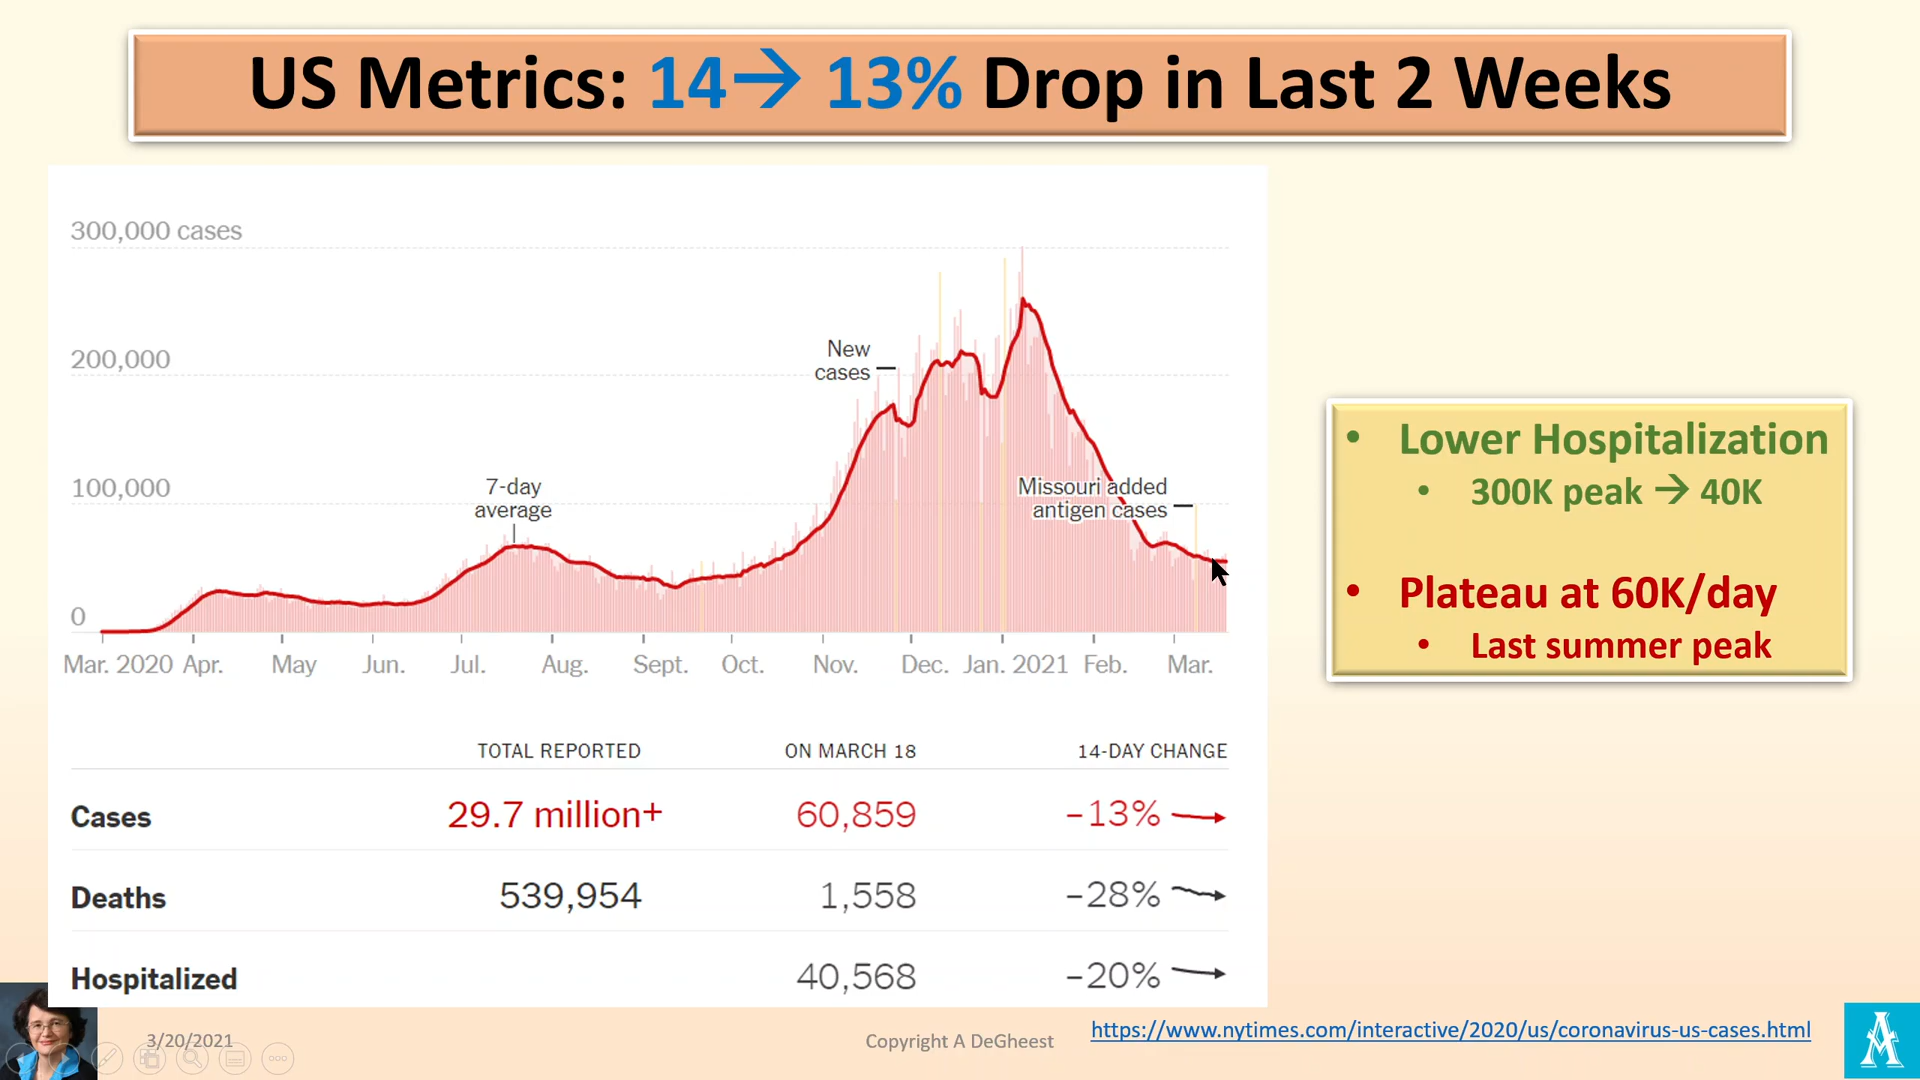 US Metrics: 14→ 13% Drop in Last 2 Weeks
300,000 cases
200,000
100,000
0
New
cases
7-day
average
Missouri added
antigen cases
Mar. 2020 Apr. May Jun. Jul. Aug. Sept. Oct. Nov. Dec. Jan. 2021 Feb. Mar.
TOTAL REPORTED ON MARCH 18 14-DAY CHANGE
Cases 29.7 million+ 60,859 –13%
Deaths 539,954 1,558 –28%
Hospitalized 40,568 –20%
• Lower Hospitalization
• 300K peak → 40K
• Plateau at 60K/day
• Last summer peak
3/20/2021
Copyright A DeGheest
https://www.nytimes.com/interactive/2020/us/coronavirus-us-cases.html
A